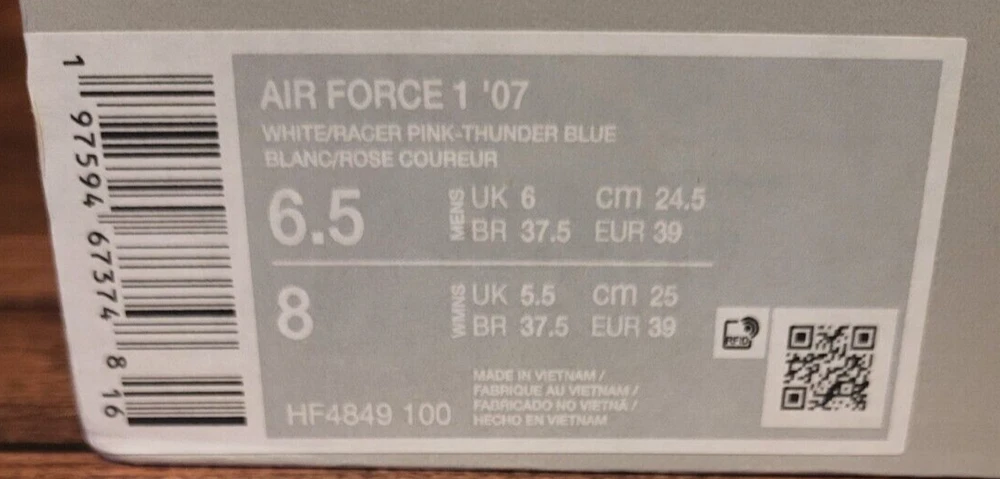 AIR FORCE 1 '07
WHITE/RACER PINK-THUNDER BLUE
BLANC/ROSE COUREUR
6.5 MENS UK 6 cm 24.5
BR 37.5 EUR 39
8 WMNS UK 5.5 cm 25
BR 37.5 EUR 39
RFID
MADE IN VIETNAM /
FABRIQUE AU VIETNAM /
FABRICADO NO VIETNÃ /
HECHO EN VIETNAM
HF4849 100
1 97594 67374 8 16